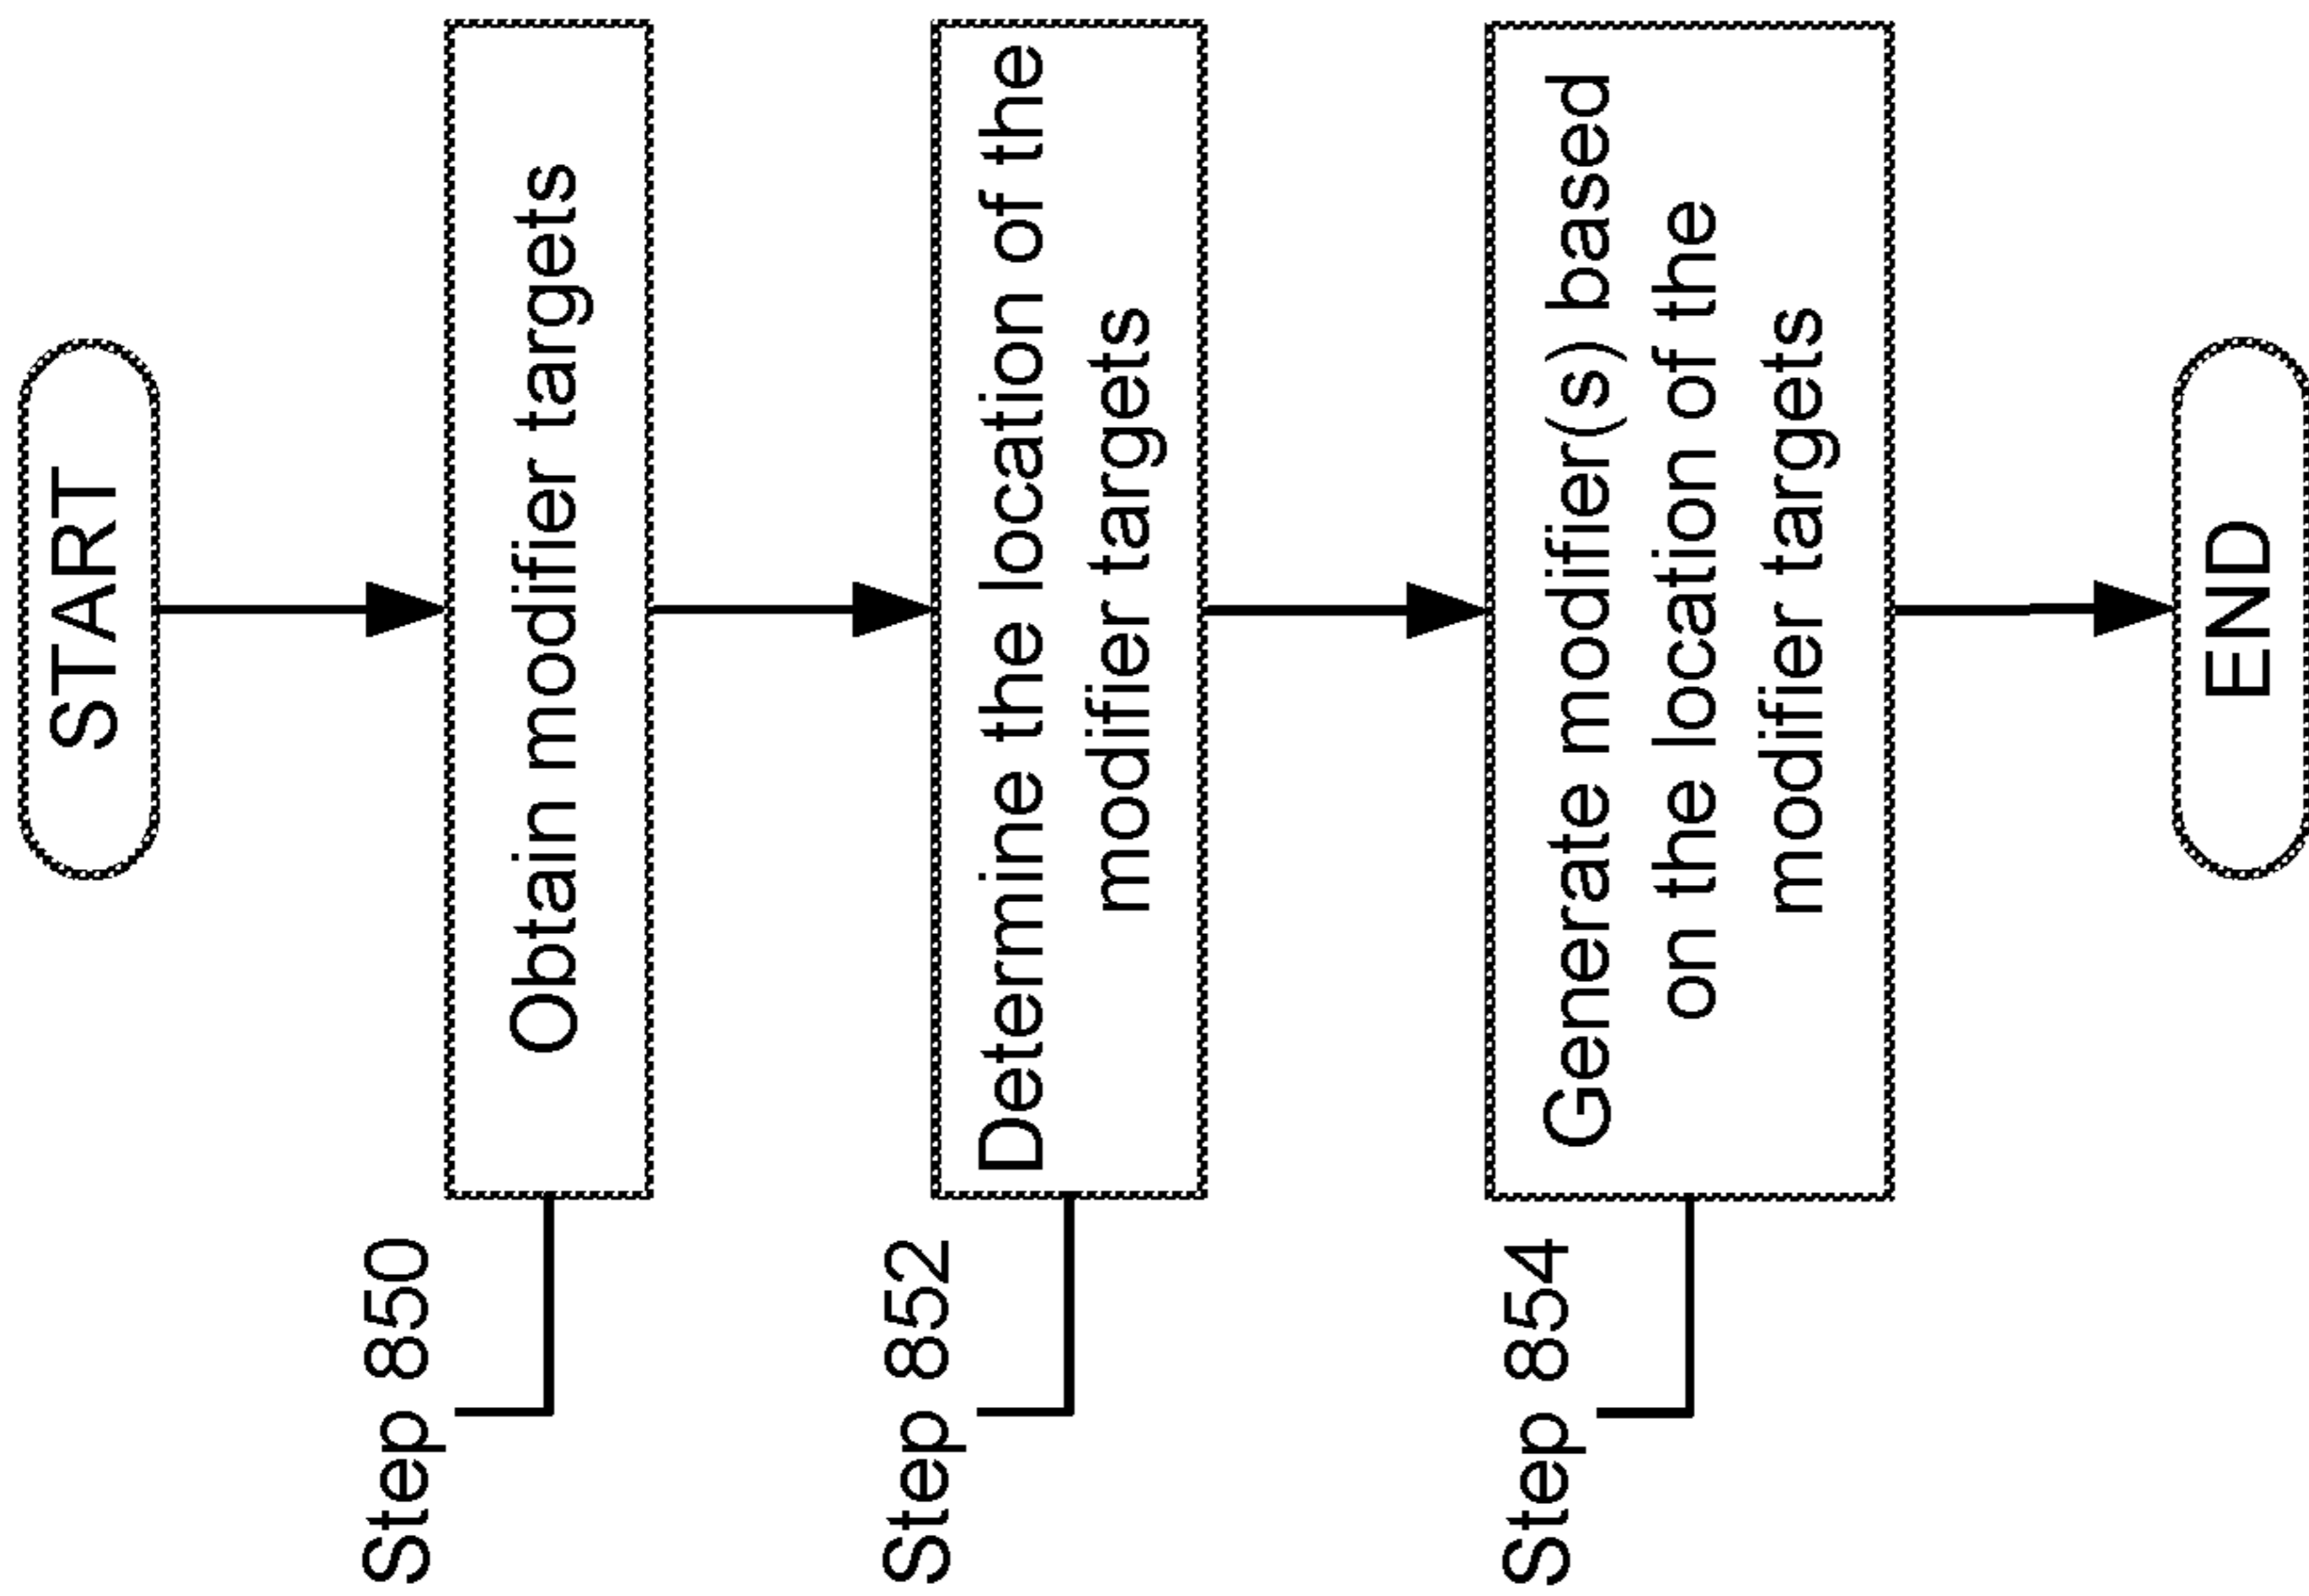 START
Step 850
Obtain modifier targets
Step 852
Determine the location of the
modifier targets
Step 854
Generate modifier(s) based
on the location of the
modifier targets
END